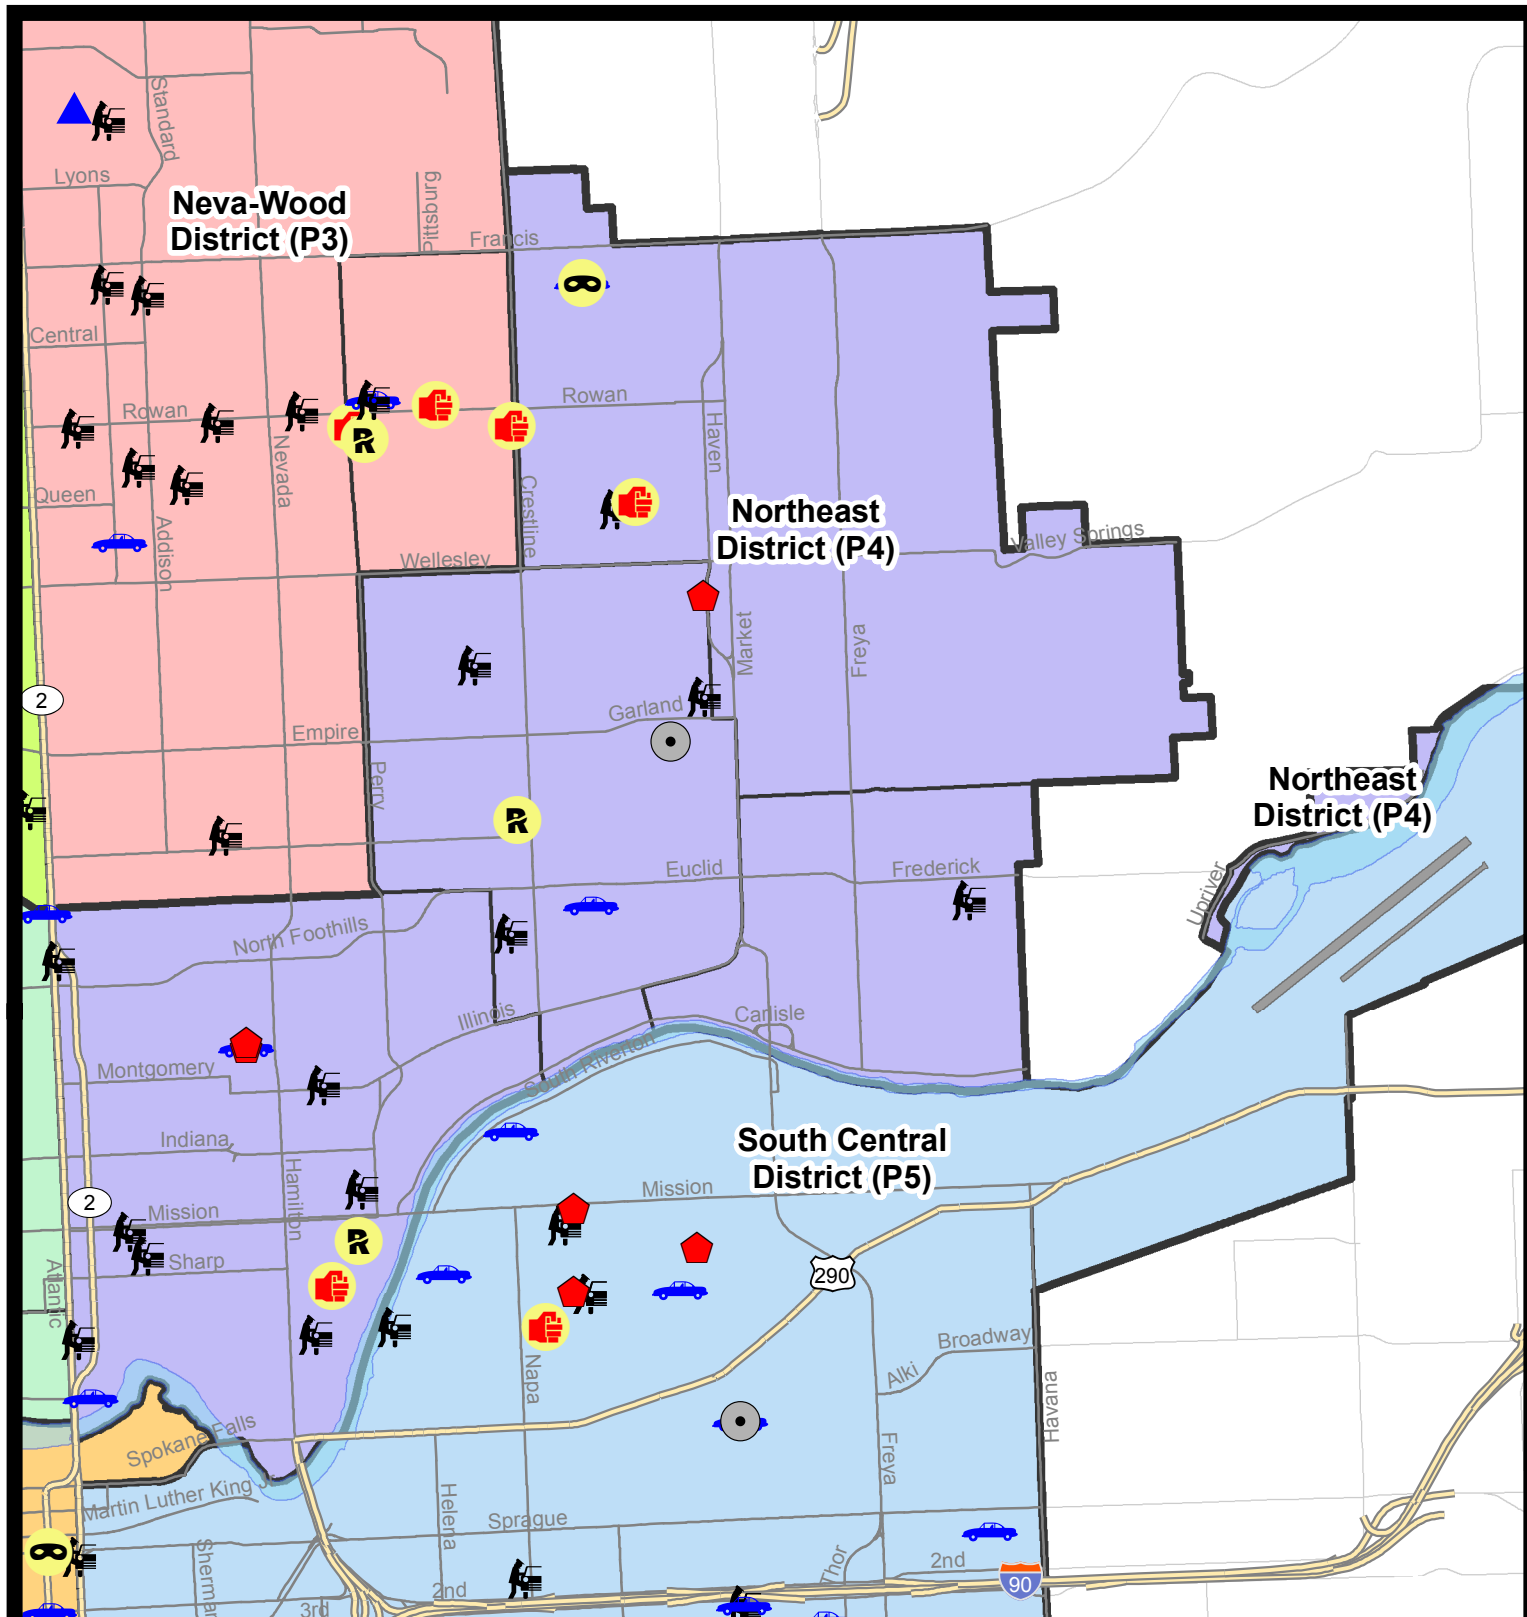 Standard
Lyons
Pittsburg
Neva-Wood
District (P3)
Francis
Central
Rowan
Rowan
Haven
Nevada
Queen
Crestline
Addison
Northeast
District (P4)
Valley Springs
Wellesley
Market
Freya
2
Garland
Empire
Perry
Northeast
District (P4)
Euclid
Frederick
Upriver
North Foothills
Illinois
Carlisle
South Riverton
Montgomery
Indiana
South Central
District (P5)
Hamilton
Mission
2
Mission
Sharp
Atlantic
290
Broadway
Alki
Napa
Havana
Spokane Falls
Freya
Martin Luther King Jr
Helena
Sprague
Sherman
Thor
2nd
2nd
90
3rd
R
R
R